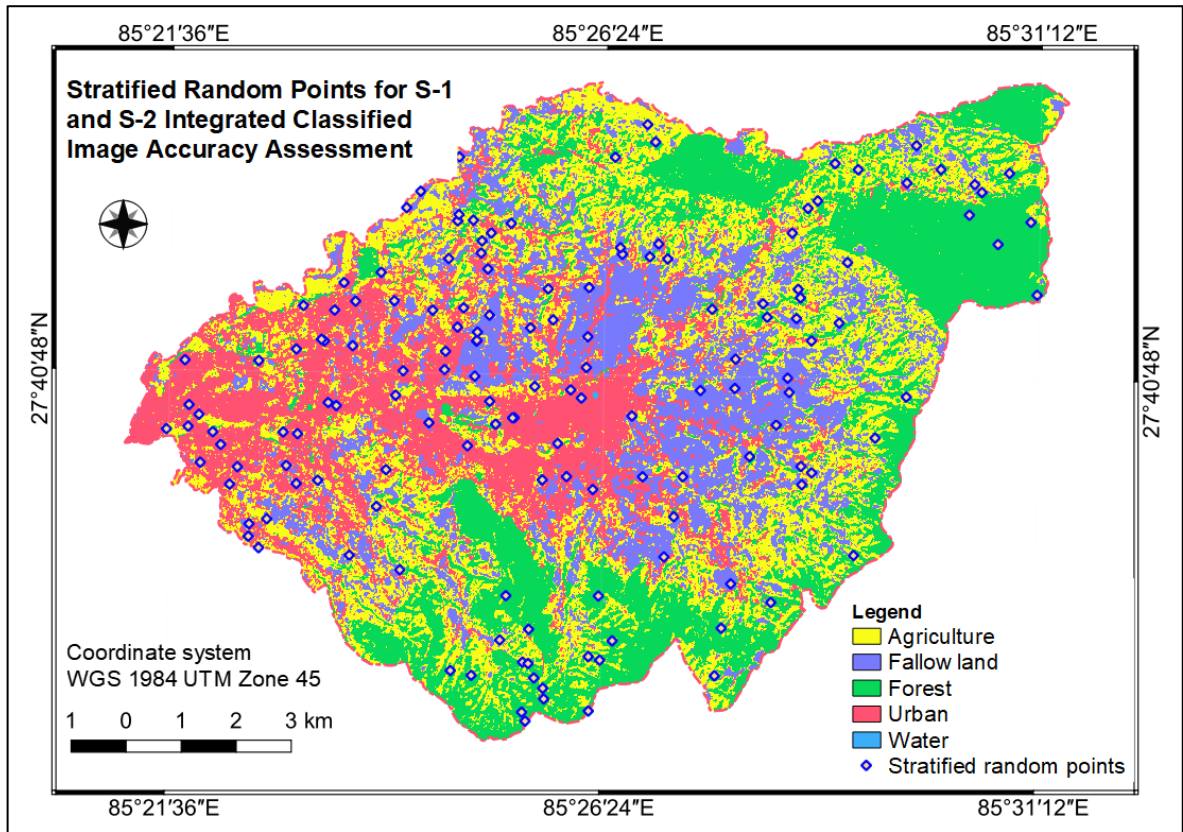 85°21'36"E 85°26'24"E 85°31'12"E
Stratified Random Points for S-1
and S-2 Integrated Classified
Image Accuracy Assessment
27°40'48"N
27°40'48"N
Coordinate system
WGS 1984 UTM Zone 45
1 0 1 2 3 km
Legend
Agriculture
Fallow land
Forest
Urban
Water
Stratified random points
85°21'36"E 85°26'24"E 85°31'12"E